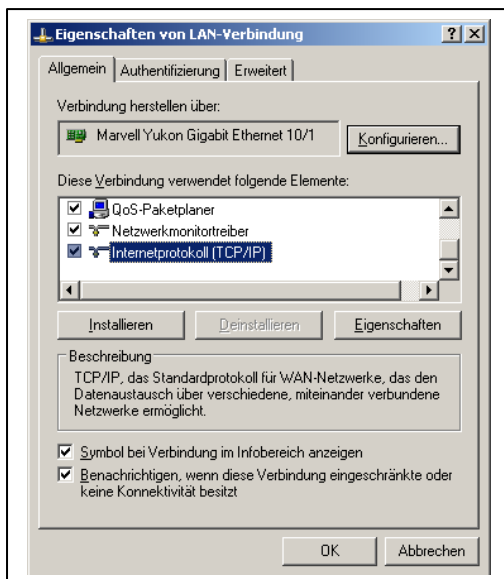 Eigenschaften von LAN-Verbindung
Allgemein Authentifizierung Erweitert
Verbindung herstellen über:
Marvell Yukon Gigabit Ethernet 10/1 Konfigurieren...
Diese Verbindung verwendet folgende Elemente:
QoS-Paketplaner
Netzwerkmonitortreiber
Internetprotokoll (TCP/IP)
Installieren Deinstallieren Eigenschaften
Beschreibung
TCP/IP, das Standardprotokoll für WAN-Netzwerke, das den
Datenaustausch über verschiedene, miteinander verbundene
Netzwerke ermöglicht.
Symbol bei Verbindung im Infobereich anzeigen
Benachrichtigen, wenn diese Verbindung eingeschränkte oder
keine Konnektivität besitzt
OK Abbrechen